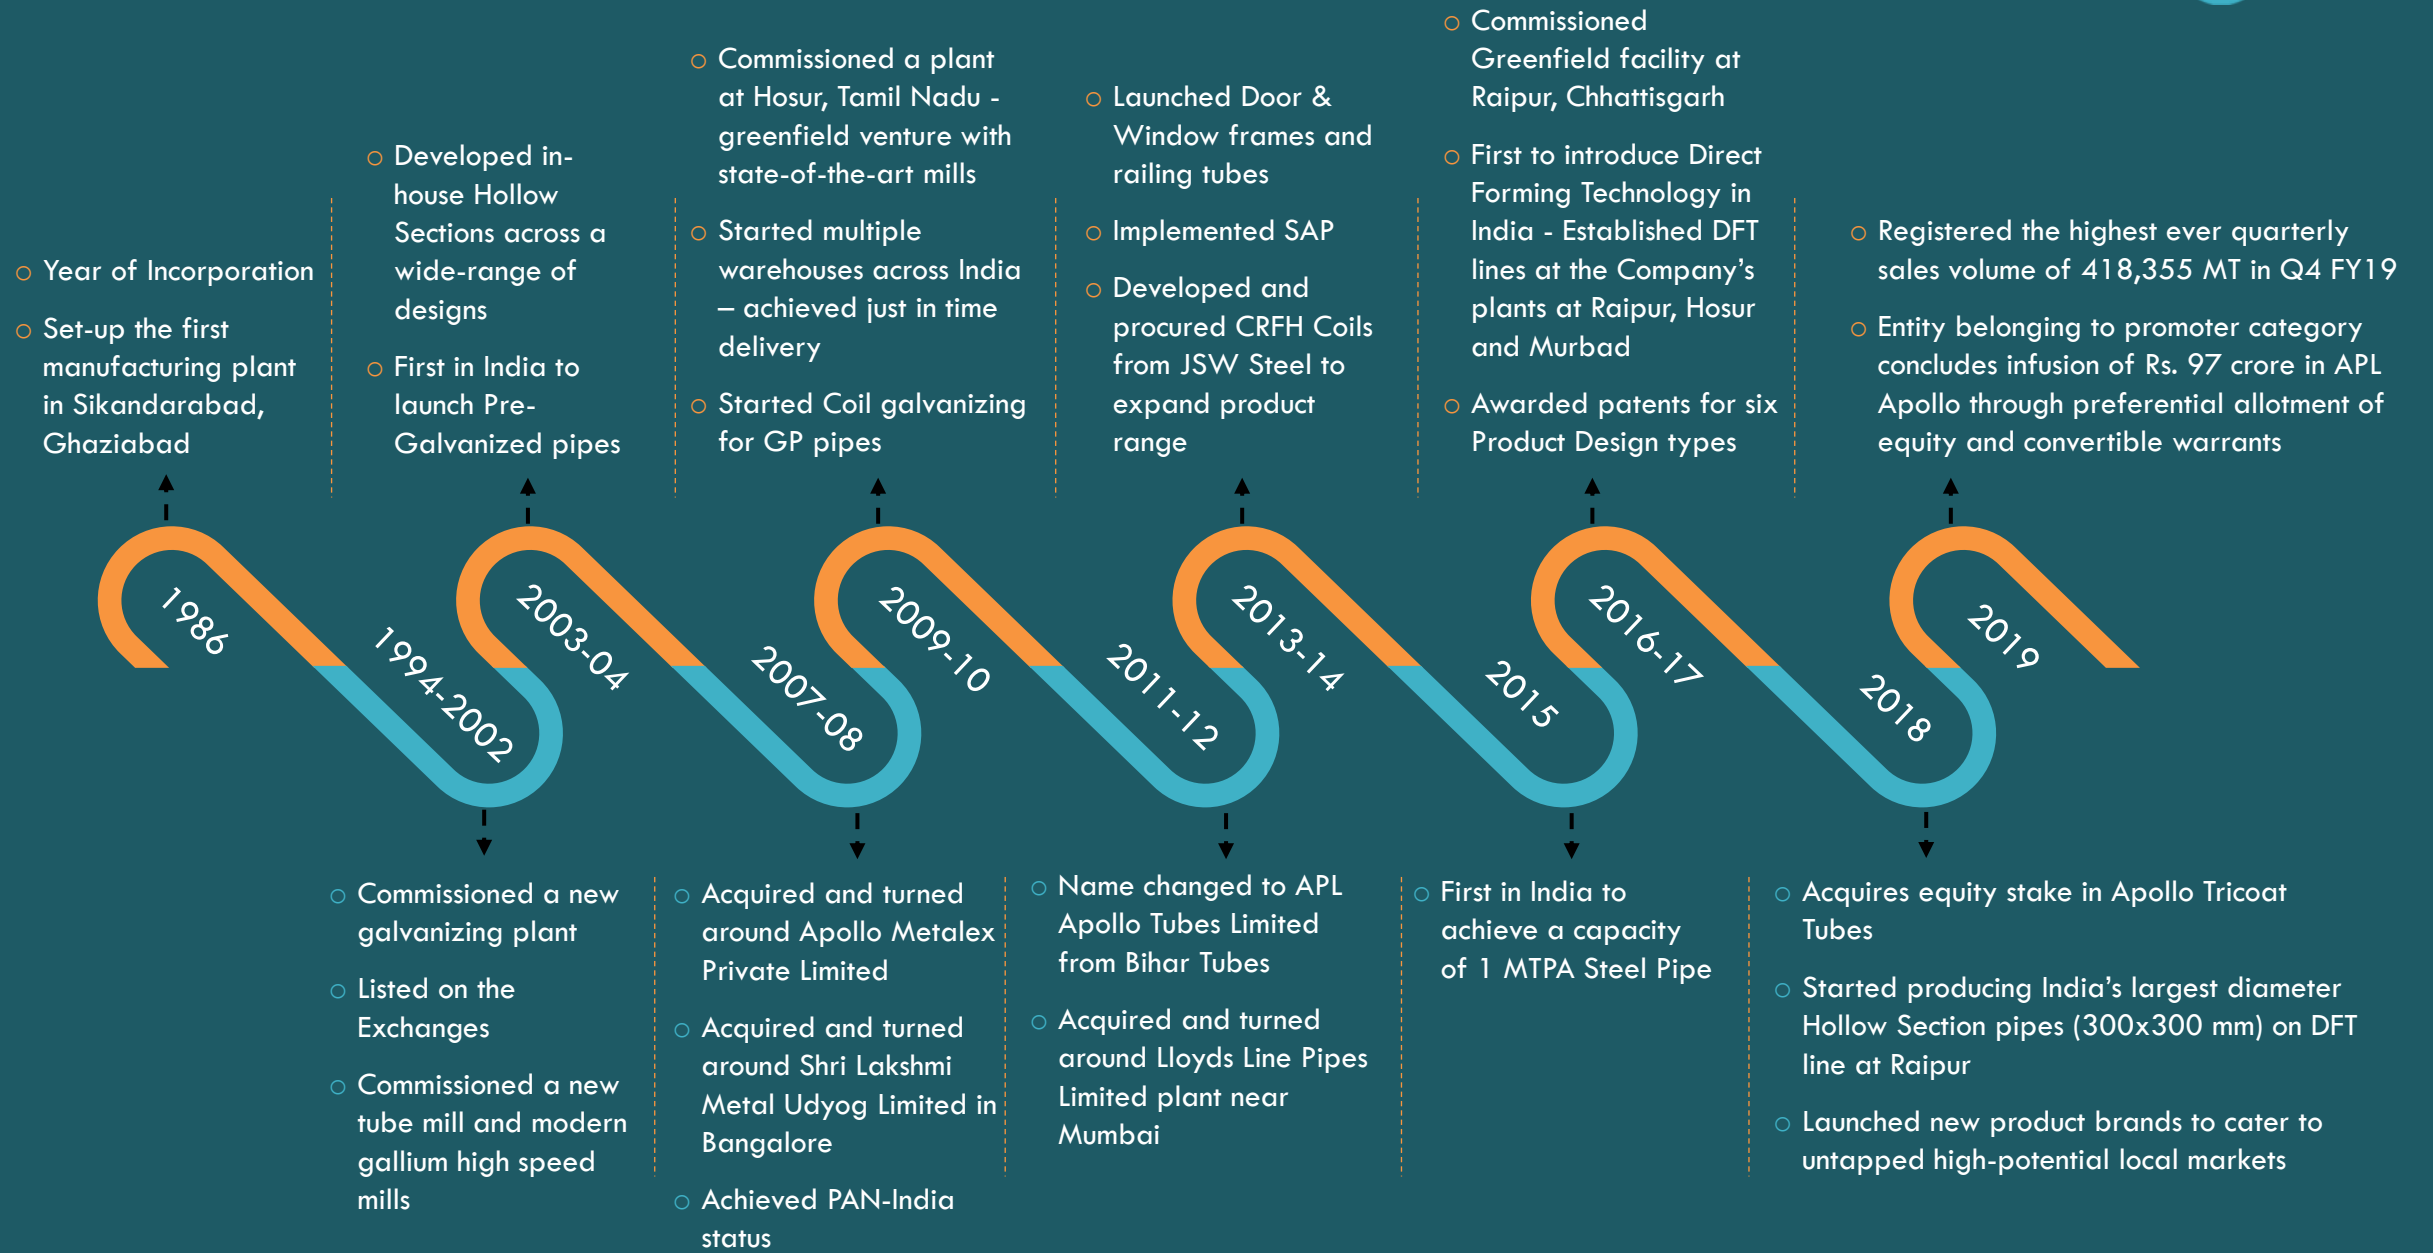 Year of Incorporation
Set-up the first
manufacturing plant
in Sikandarabad,
Ghaziabad
Developed in-
house Hollow
Sections across a
wide-range of
designs
First in India to
launch Pre-
Galvanized pipes
Commissioned a plant
at Hosur, Tamil Nadu -
greenfield venture with
state-of-the-art mills
Started multiple
warehouses across India
– achieved just in time
delivery
Started Coil galvanizing
for GP pipes
Launched Door &
Window frames and
railing tubes
Implemented SAP
Developed and
procured CRFH Coils
from JSW Steel to
expand product
range
Commissioned
Greenfield facility at
Raipur, Chhattisgarh
First to introduce Direct
Forming Technology in
India - Established DFT
lines at the Company’s
plants at Raipur, Hosur
and Murbad
Awarded patents for six
Product Design types
Registered the highest ever quarterly
sales volume of 418,355 MT in Q4 FY19
Entity belonging to promoter category
concludes infusion of Rs. 97 crore in APL
Apollo through preferential allotment of
equity and convertible warrants
1986
1994-2002
2003-04
2007-08
2009-10
2011-12
2013-14
2015
2016-17
2018
2019
Commissioned a new
galvanizing plant
Listed on the
Exchanges
Commissioned a new
tube mill and modern
gallium high speed
mills
Acquired and turned
around Apollo Metalex
Private Limited
Acquired and turned
around Shri Lakshmi
Metal Udyog Limited in
Bangalore
Achieved PAN-India
status
Name changed to APL
Apollo Tubes Limited
from Bihar Tubes
Acquired and turned
around Lloyds Line Pipes
Limited plant near
Mumbai
First in India to
achieve a capacity
of 1 MTPA Steel Pipe
Acquires equity stake in Apollo Tricoat
Tubes
Started producing India’s largest diameter
Hollow Section pipes (300x300 mm) on DFT
line at Raipur
Launched new product brands to cater to
untapped high-potential local markets